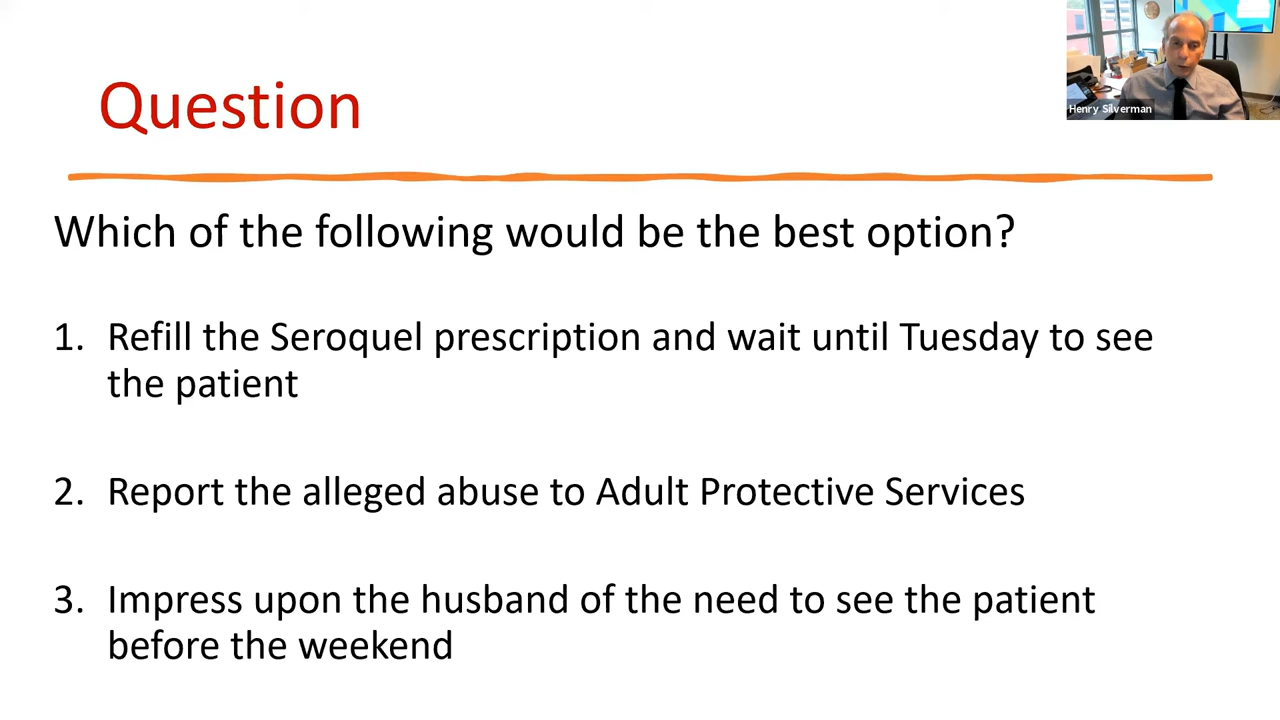 Henry Silverman
Question
Which of the following would be the best option?
1. Refill the Seroquel prescription and wait until Tuesday to see
the patient
2. Report the alleged abuse to Adult Protective Services
3. Impress upon the husband of the need to see the patient
before the weekend